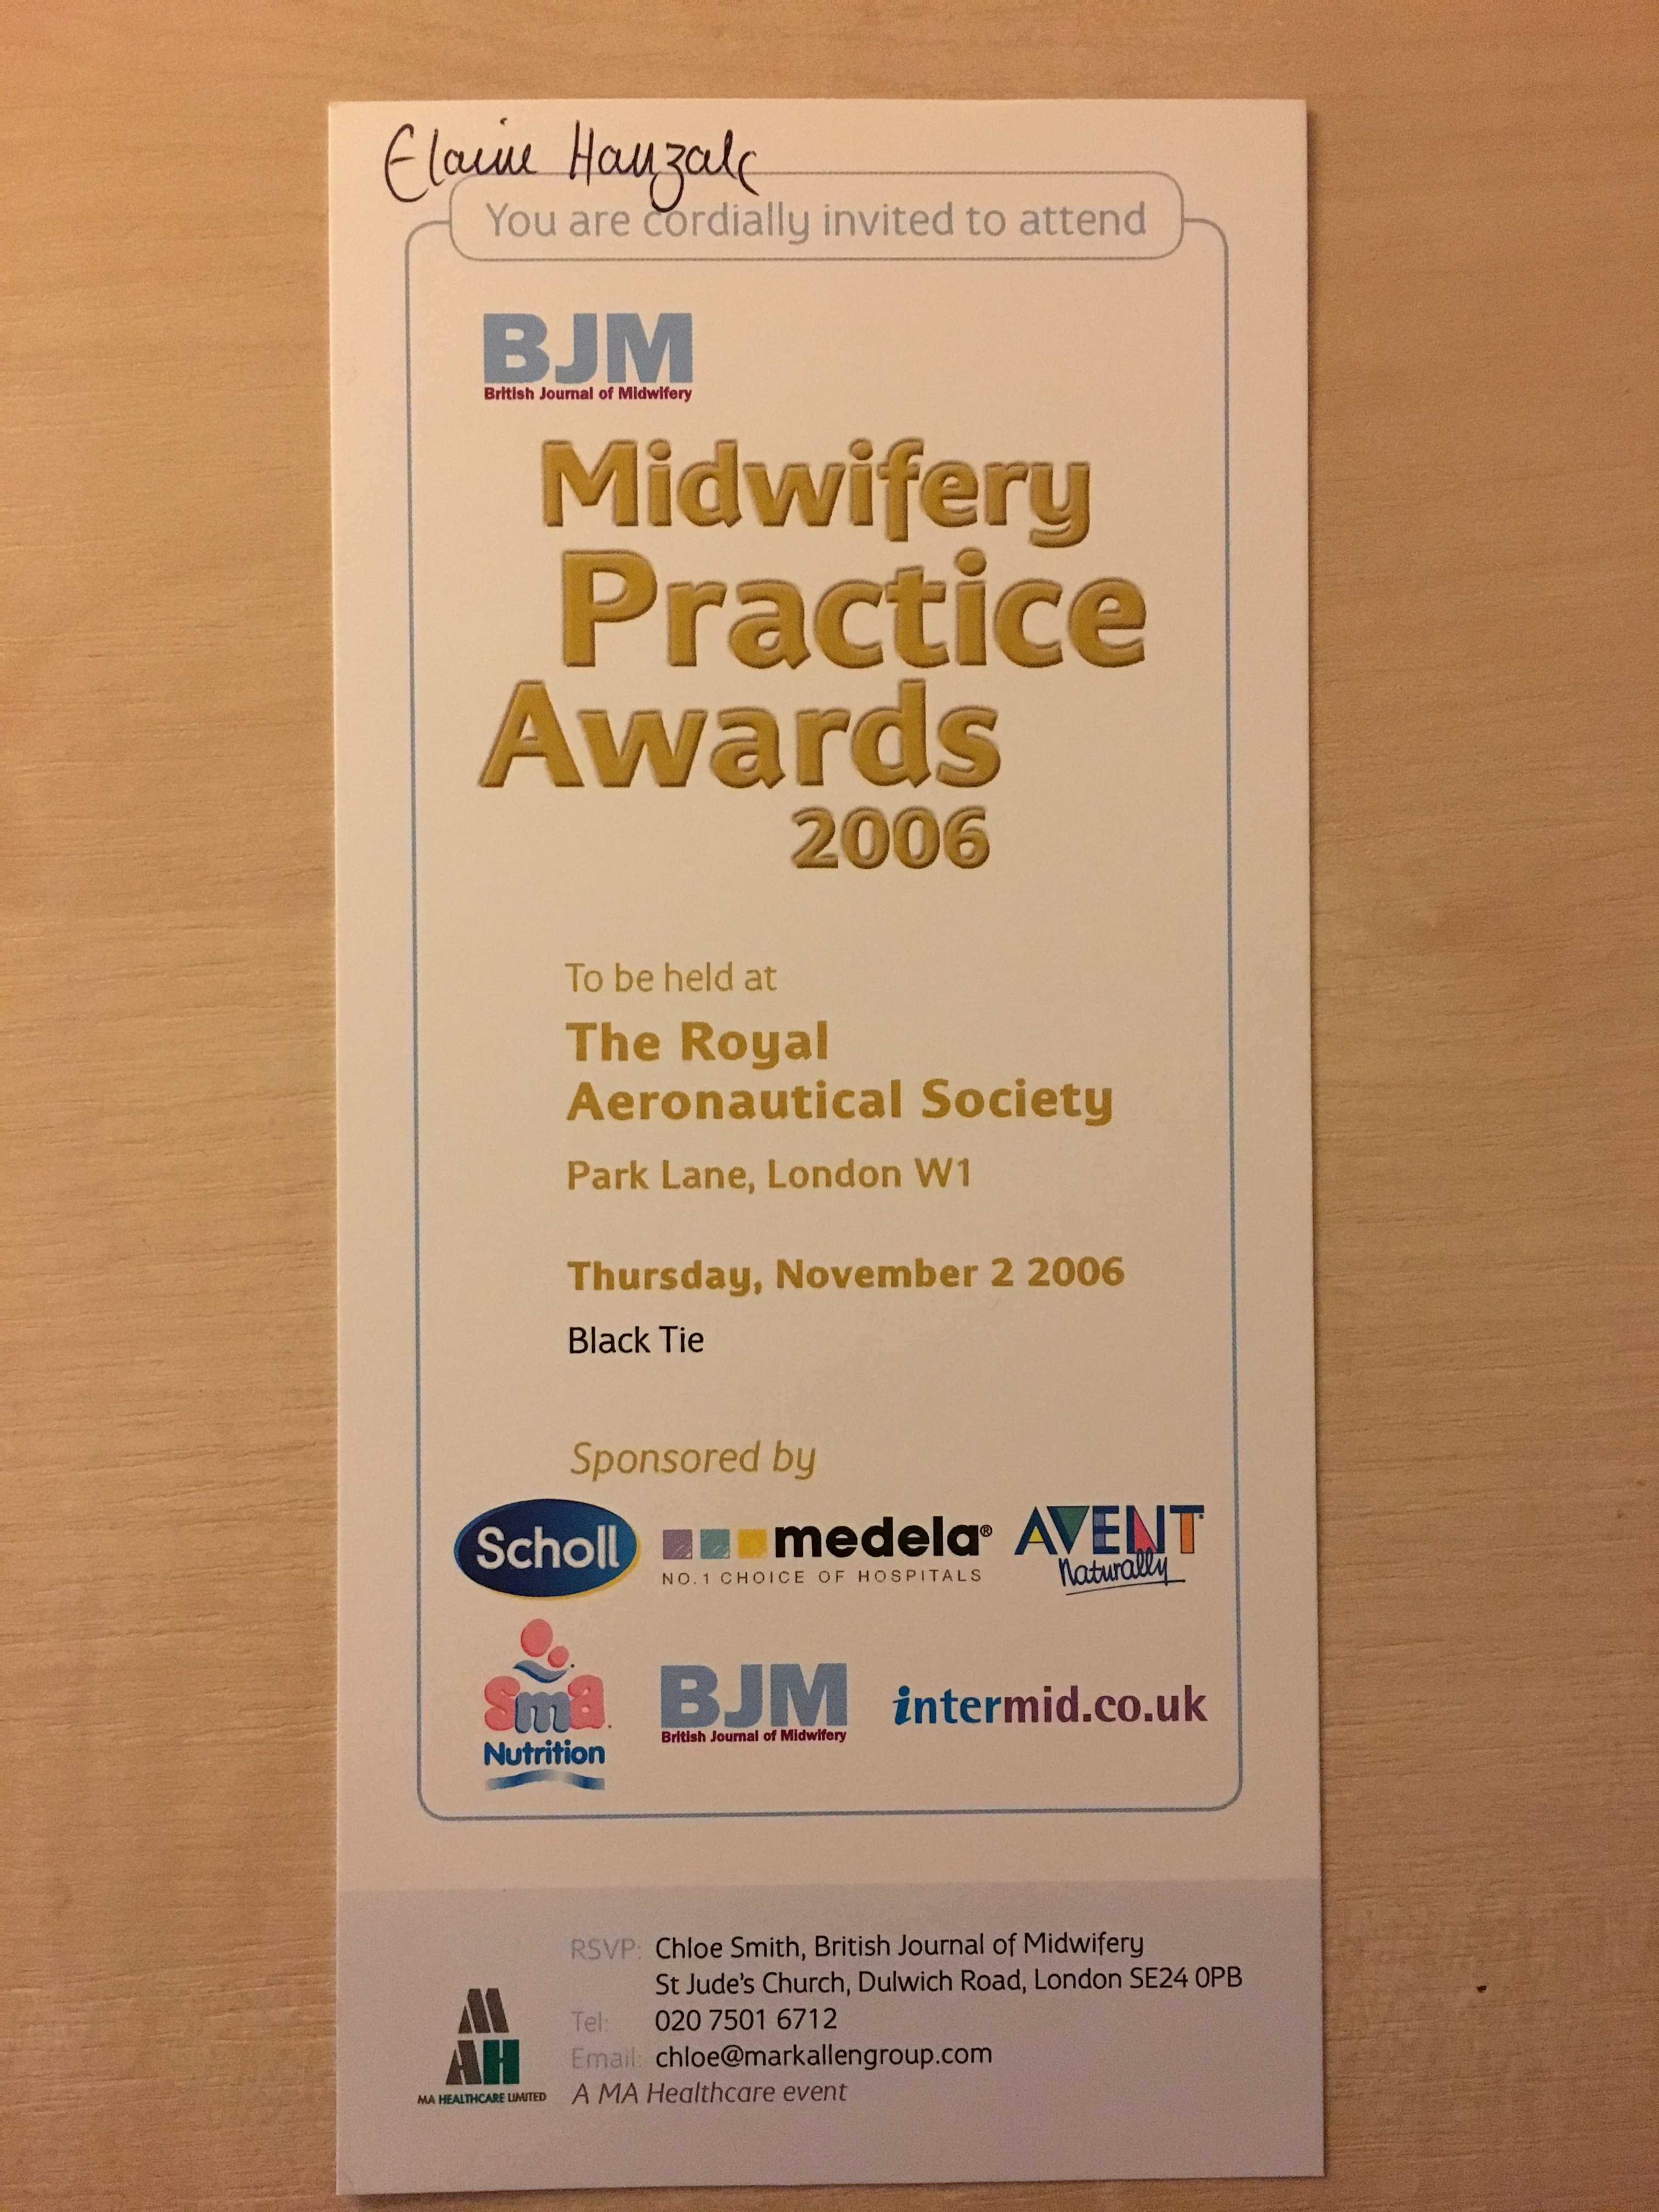 Elaine Hanzak
You are cordially invited to attend
BJM
British Journal of Midwifery
Midwifery
Practice
Awards
2006
To be held at
The Royal
Aeronautical Society
Park Lane, London W1
Thursday, November 2 2006
Black Tie
Sponsored by
Scholl
medela®
NO.1 CHOICE OF HOSPITALS
AVENT
Naturally
sma
Nutrition
BJM
British Journal of Midwifery
intermid.co.uk
RSVP: Chloe Smith, British Journal of Midwifery
St Jude's Church, Dulwich Road, London SE24 0PB
Tel: 020 7501 6712
Email: chloe@markallengroup.com
A MA Healthcare event
MA
AH
MA HEALTHCARE LIMITED